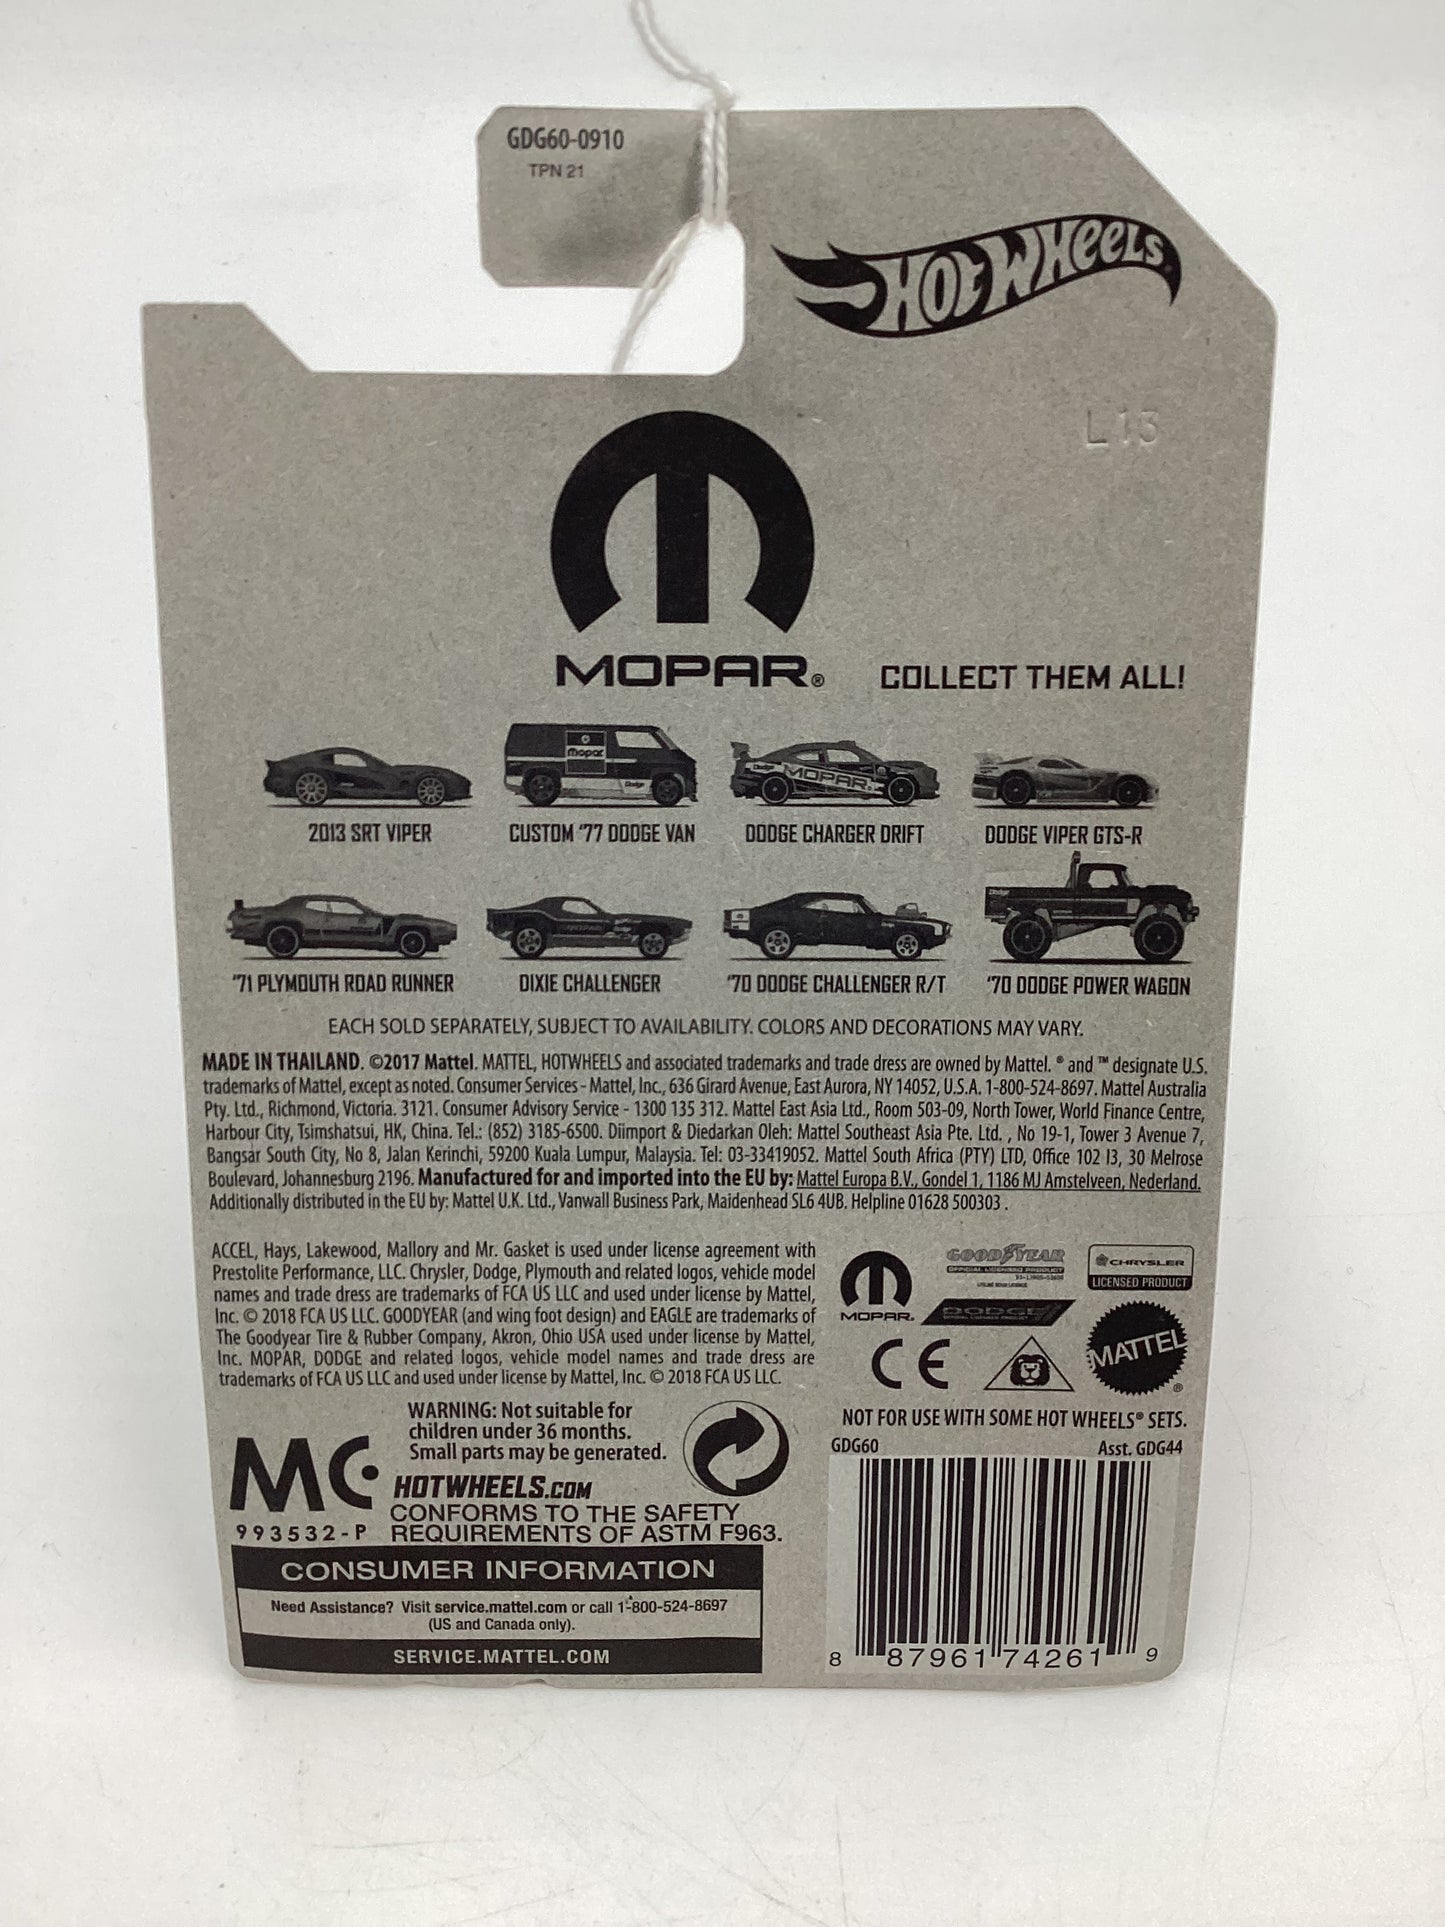 GDG60-0910
TPN 21
Hot Wheels
L13
MOPAR®
COLLECT THEM ALL!
mopar
Dodge
Dodge
MOPAR
2013 SRT VIPER
CUSTOM '77 DODGE VAN
DODGE CHARGER DRIFT
DODGE VIPER GTS-R
MOPAR
Dodge
Dodge
Dodge
'71 PLYMOUTH ROAD RUNNER
DIXIE CHALLENGER
'70 DODGE CHALLENGER R/T
'70 DODGE POWER WAGON
EACH SOLD SEPARATELY, SUBJECT TO AVAILABILITY. COLORS AND DECORATIONS MAY VARY.
MADE IN THAILAND. ©2017 Mattel. MATTEL, HOTWHEELS and associated trademarks and trade dress are owned by Mattel. ® and ™ designate U.S.
trademarks of Mattel, except as noted. Consumer Services - Mattel, Inc., 636 Girard Avenue, East Aurora, NY 14052, U.S.A. 1-800-524-8697. Mattel Australia
Pty. Ltd., Richmond, Victoria. 3121. Consumer Advisory Service - 1300 135 312. Mattel East Asia Ltd., Room 503-09, North Tower, World Finance Centre,
Harbour City, Tsimshatsui, HK, China. Tel.: (852) 3185-6500. Diimport & Diedarkan Oleh: Mattel Southeast Asia Pte. Ltd. , No 19-1, Tower 3 Avenue 7,
Bangsar South City, No 8, Jalan Kerinchi, 59200 Kuala Lumpur, Malaysia. Tel: 03-33419052. Mattel South Africa (PTY) LTD, Office 102 I3, 30 Melrose
Boulevard, Johannesburg 2196. Manufactured for and imported into the EU by: Mattel Europa B.V., Gondel 1, 1186 MJ Amstelveen, Nederland.
Additionally distributed in the EU by: Mattel U.K. Ltd., Vanwall Business Park, Maidenhead SL6 4UB. Helpline 01628 500303 .
ACCEL, Hays, Lakewood, Mallory and Mr. Gasket is used under license agreement with
Prestolite Performance, LLC. Chrysler, Dodge, Plymouth and related logos, vehicle model
names and trade dress are trademarks of FCA US LLC and used under license by Mattel,
Inc. © 2018 FCA US LLC. GOODYEAR (and wing foot design) and EAGLE are trademarks of
The Goodyear Tire & Rubber Company, Akron, Ohio USA used under license by Mattel,
Inc. MOPAR, DODGE and related logos, vehicle model names and trade dress are
trademarks of FCA US LLC and used under license by Mattel, Inc. © 2018 FCA US LLC.
MOPAR.
GOODYEAR
OFFICIAL LICENSED PRODUCT
CHRYSLER
LICENSED PRODUCT
DODGE
OFFICIAL LICENSED PRODUCT
CE
MATTEL®
WARNING: Not suitable for
children under 36 months.
Small parts may be generated.
MC
993532-P
HOTWHEELS.COM
CONFORMS TO THE SAFETY
REQUIREMENTS OF ASTM F963.
CONSUMER INFORMATION
Need Assistance? Visit service.mattel.com or call 1-800-524-8697
(US and Canada only).
SERVICE.MATTEL.COM
NOT FOR USE WITH SOME HOT WHEELS® SETS.
GDG60
Asst. GDG44
8 87961 74261 9